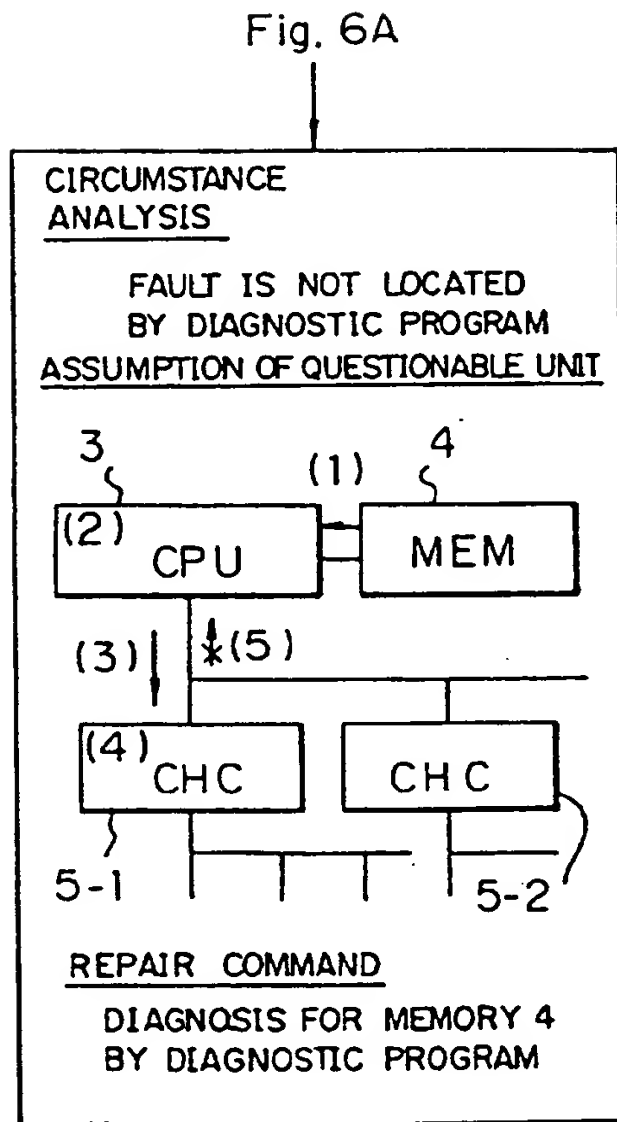 Fig. 6A
CIRCUMSTANCE
ANALYSIS
FAULT IS NOT LOCATED
BY DIAGNOSTIC PROGRAM
ASSUMPTION OF QUESTIONABLE UNIT
3 (1) 4
(2) CPU MEM
(3) (5)
(4) CHC CHC
5-1 5-2
REPAIR COMMAND
DIAGNOSIS FOR MEMORY 4
BY DIAGNOSTIC PROGRAM